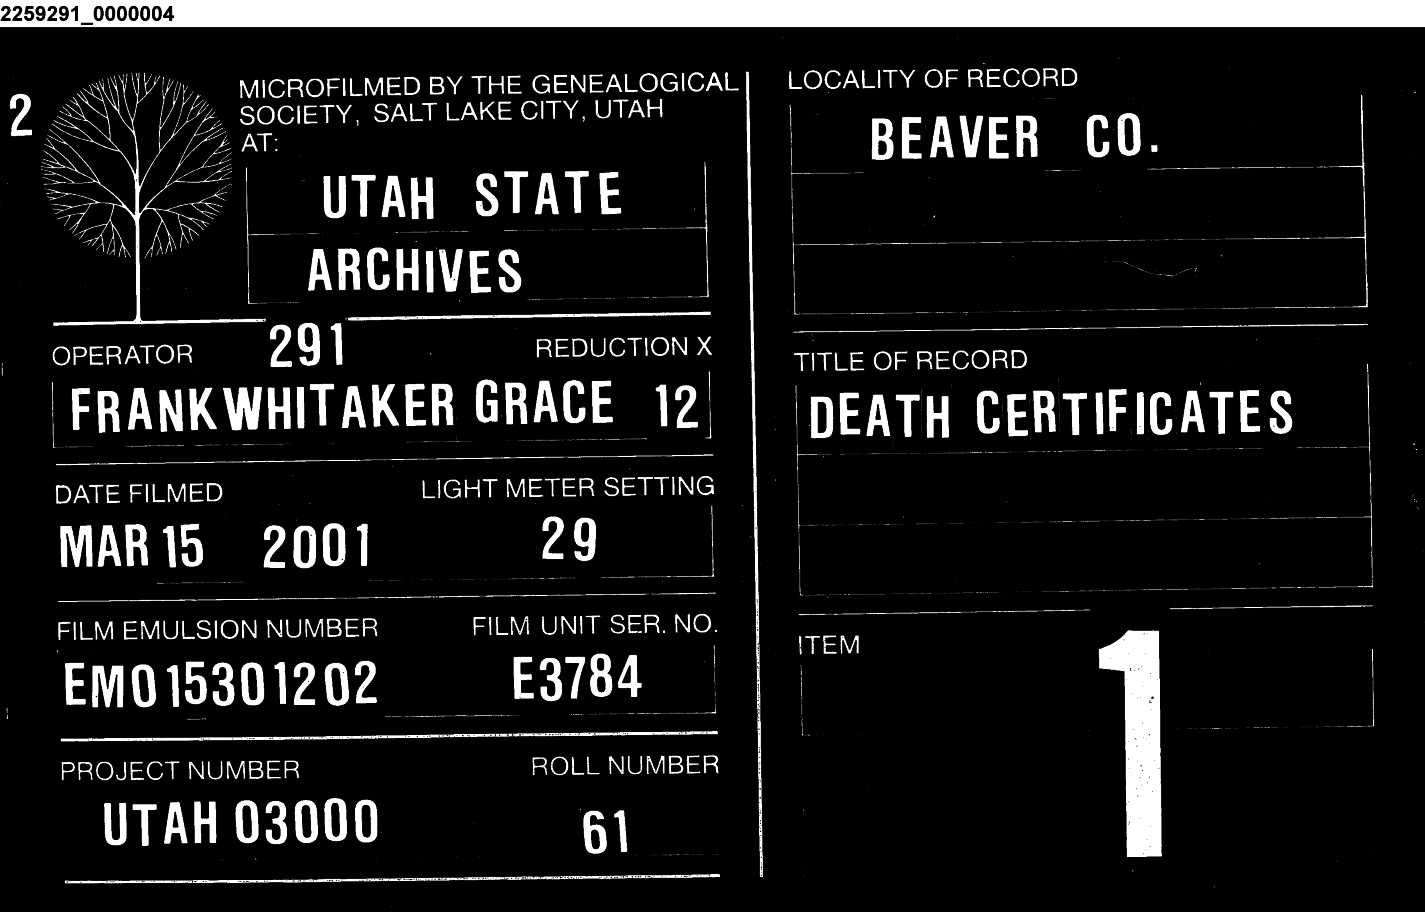 2259291_0000004
2
MICROFILMED BY THE GENEALOGICAL
SOCIETY, SALT LAKE CITY, UTAH
AT:
UTAH STATE
ARCHIVES
OPERATOR 291 REDUCTION X
FRANK WHITAKER GRACE 12
DATE FILMED LIGHT METER SETTING
MAR 15 2001 29
FILM EMULSION NUMBER FILM UNIT SER. NO.
EM015301202 E3784
PROJECT NUMBER ROLL NUMBER
UTAH 03000 61
LOCALITY OF RECORD
BEAVER CO.
TITLE OF RECORD
DEATH CERTIFICATES
ITEM
1